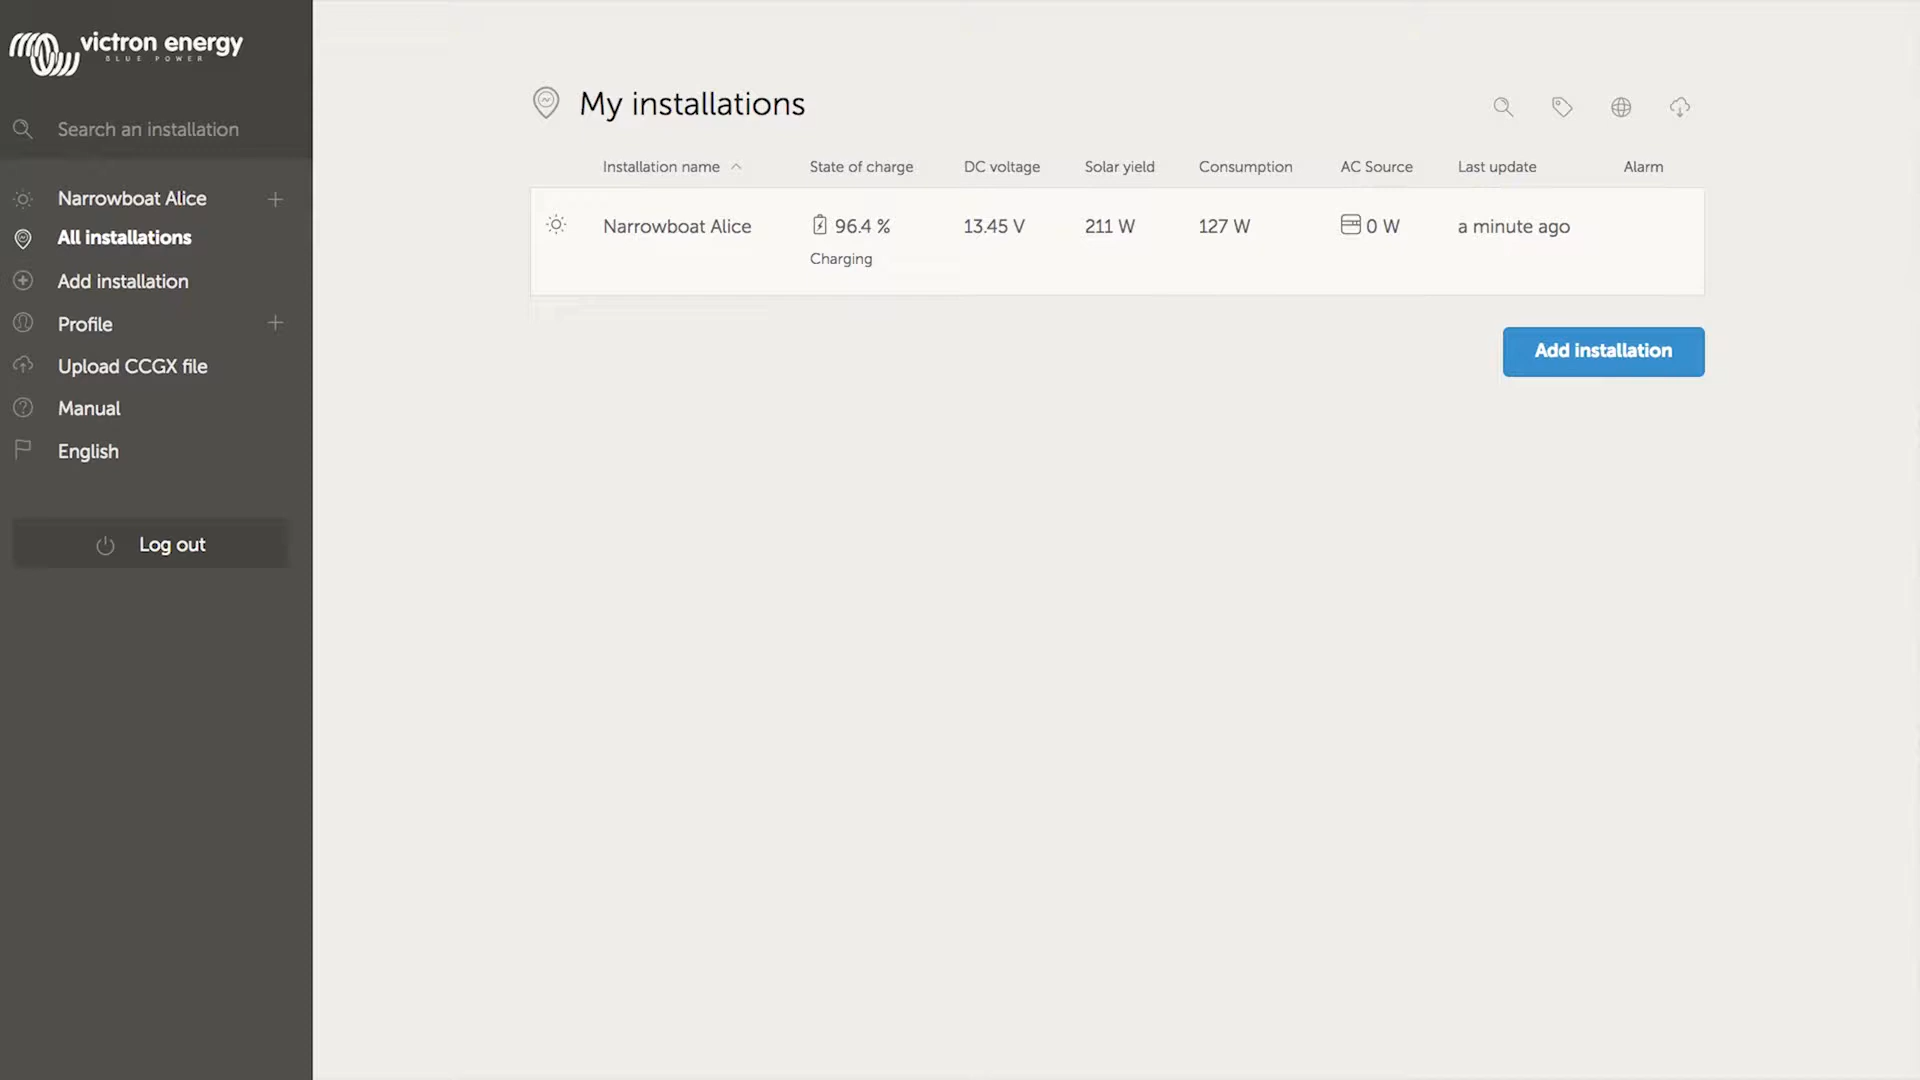 victron energy
BLUE POWER
Search an installation
Narrowboat Alice
All installations
Add installation
Profile
Upload CCGX file
Manual
English
Log out
My installations
Installation name State of charge DC voltage Solar yield Consumption AC Source Last update Alarm
Narrowboat Alice 96.4 % 13.45 V 211 W 127 W 0 W a minute ago
Charging
Add installation